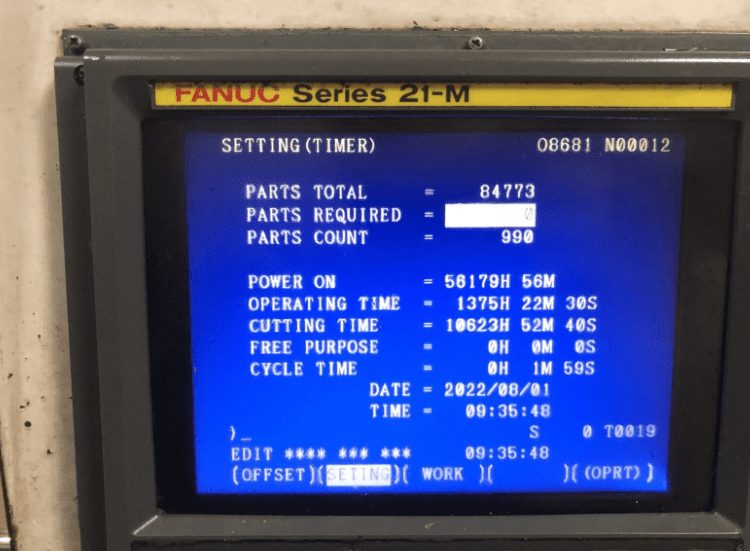 FANUC Series 21-M
SETTING(TIMER) O8681 N00012
PARTS TOTAL = 84773
PARTS REQUIRED = 0
PARTS COUNT = 990
POWER ON = 56179H 56M
OPERATING TIME = 1375H 22M 30S
CUTTING TIME = 10623H 52M 40S
FREE PURPOSE = 0H 0M 0S
CYCLE TIME = 0H 1M 59S
DATE = 2022/08/01
TIME = 09:35:48
)_ S 0 T0019
EDIT **** *** *** 09:35:48
(OFFSET)(SETING)( WORK )( )( (OPRT) )